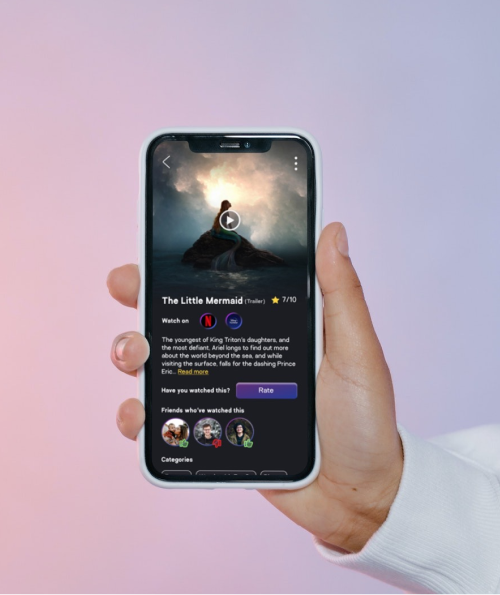 The Little Mermaid (Trailer) 7/10
Watch on
The youngest of King Triton's daughters, and
the most defiant, Ariel longs to find out more
about the world beyond the sea, and while
visiting the surface, falls for the dashing Prince
Eric... Read more
Have you watched this? Rate
Friends who've watched this
Categories